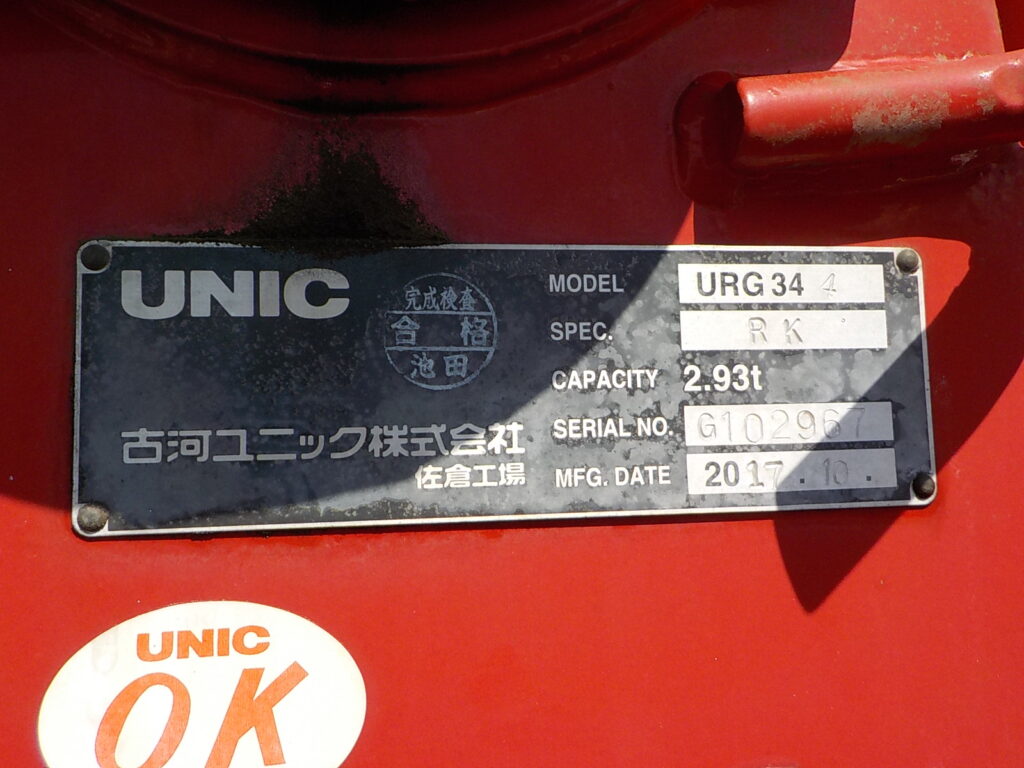 UNIC
完成検査
合格
池田
古河ユニック株式会社
佐倉工場
MODEL URG34 4
SPEC. RK
CAPACITY 2.93t
SERIAL NO. G102967
MFG. DATE 2017.10.
UNIC
OK